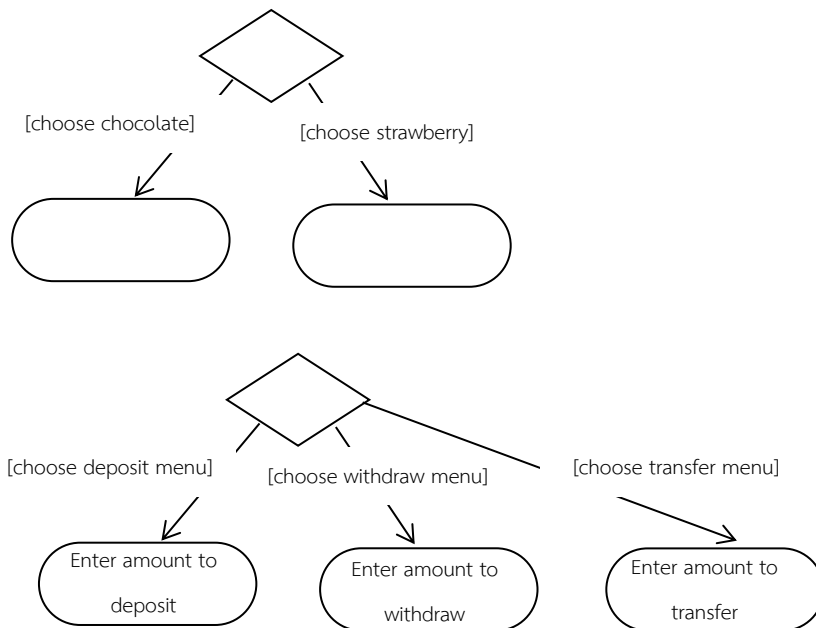 [choose chocolate]
[choose strawberry]
[choose deposit menu]
[choose withdraw menu]
[choose transfer menu]
Enter amount to
deposit
Enter amount to
withdraw
Enter amount to
transfer